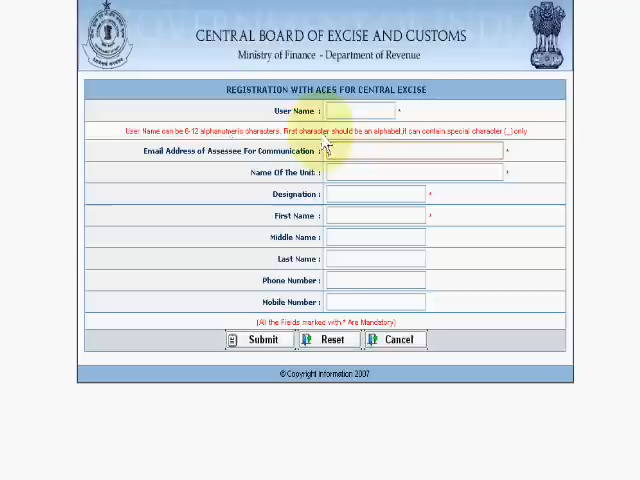 CENTRAL BOARD OF EXCISE AND CUSTOMS
Ministry of Finance - Department of Revenue
REGISTRATION WITH ACES FOR CENTRAL EXCISE
User Name : *
User Name can be 6-12 alphanumeric characters. First character should be an alphabet,it can contain special character (_) only
Email Address of Assessee For Communication : *
Name Of The Unit : *
Designation : *
First Name : *
Middle Name :
Last Name :
Phone Number :
Mobile Number :
(All the Fields marked with * Are Mandatory)
Submit Reset Cancel
© Copyright Information 2007